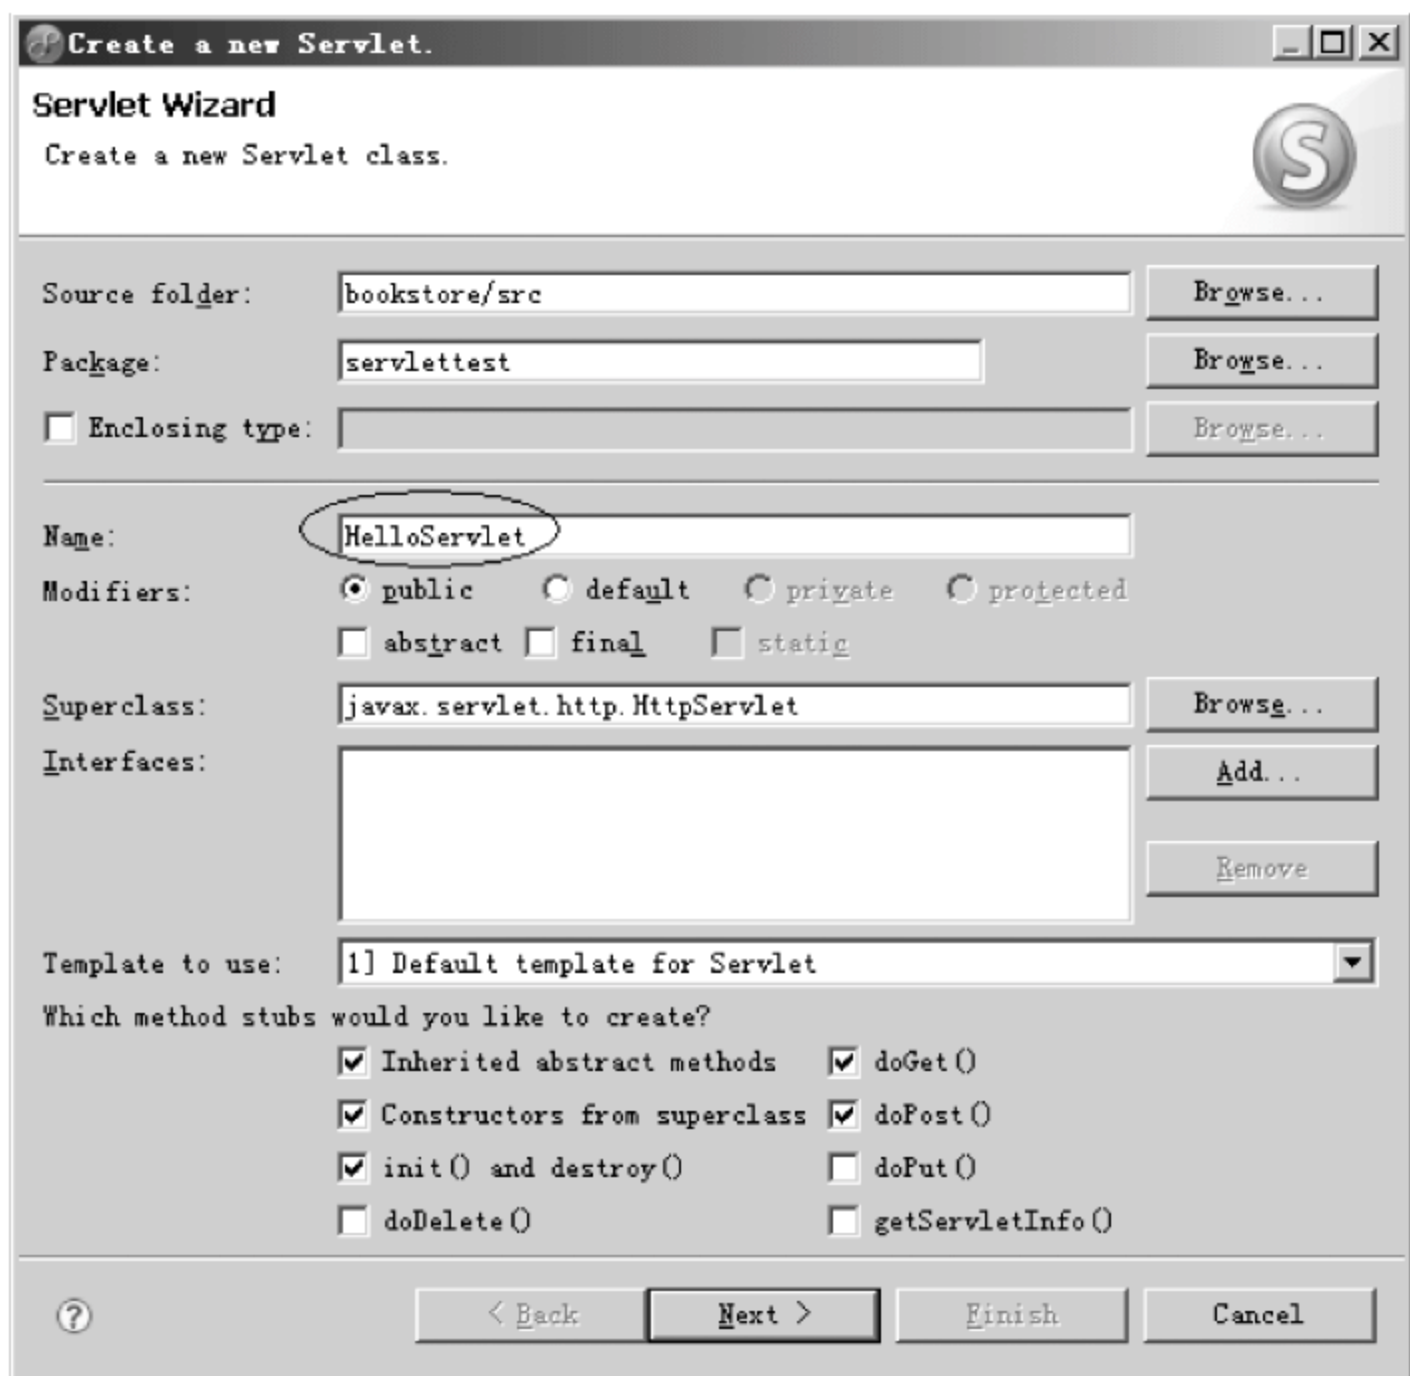 Create a new Servlet.
Servlet Wizard
Create a new Servlet class.
S
Source folder: bookstore/src Browse...
Package: servlettest Browse...
Enclosing type: Browse...
Name: HelloServlet
Modifiers: public default private protected
abstract final static
Superclass: javax.servlet.http.HttpServlet Browse...
Interfaces: Add...
Remove
Template to use: 1] Default template for Servlet
Which method stubs would you like to create?
Inherited abstract methods doGet()
Constructors from superclass doPost()
init() and destroy() doPut()
doDelete() getServletInfo()
? < Back Next > Finish Cancel